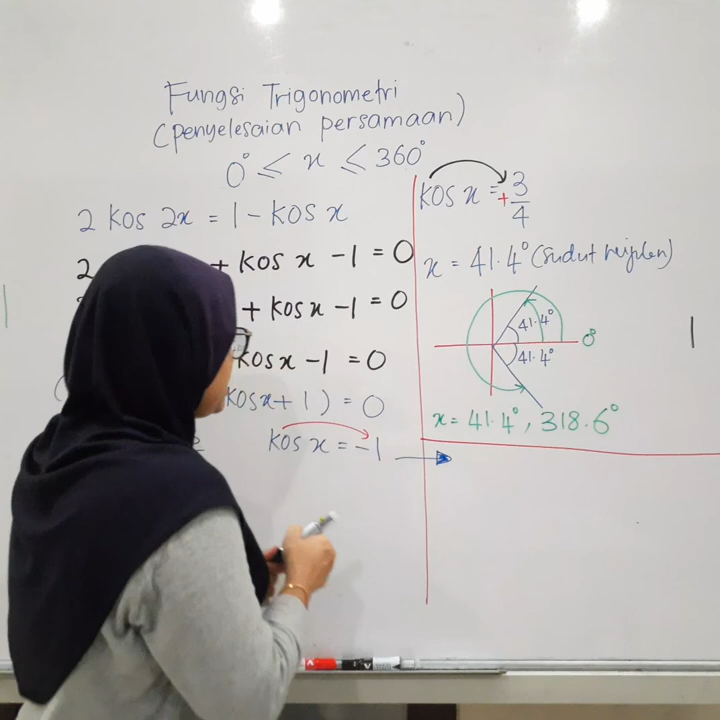 Fungsi Trigonometri
(penyelesaian persamaan)
0° ≤ x ≤ 360°
2 kos 2x = 1 - kos x
2 + kos x - 1 = 0
+ kos x - 1 = 0
kos x - 1 = 0
kos x + 1 ) = 0
kos x = -1
kos x = + 3/4
x = 41.4° (sudut rujukan)
41.4°
0°
41.4°
x = 41.4°, 318.6°